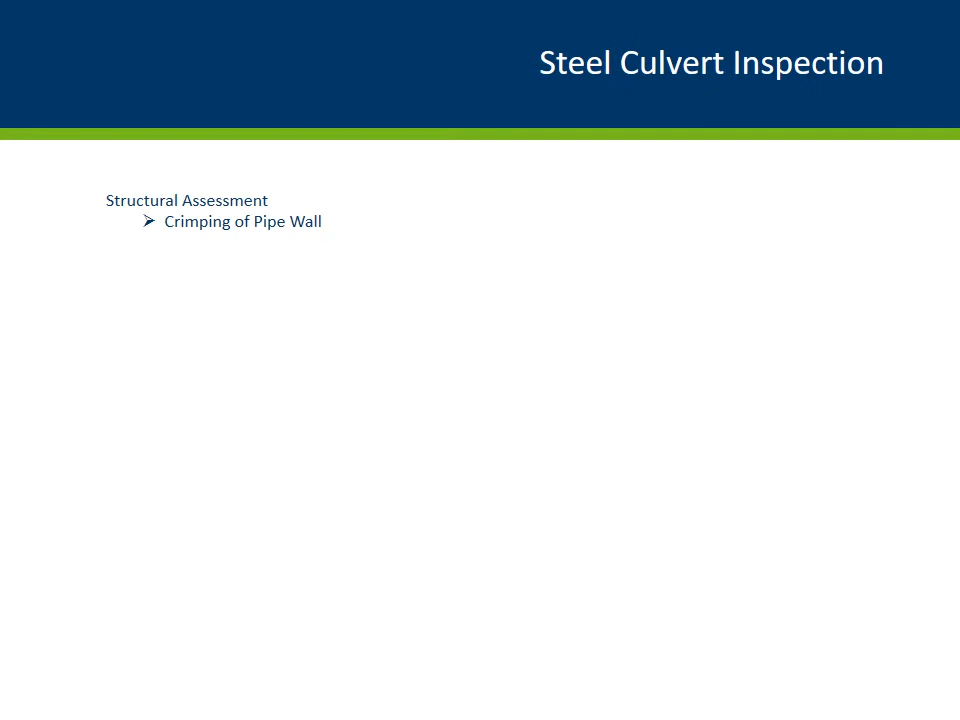 Steel Culvert Inspection
Structural Assessment
➢ Crimping of Pipe Wall